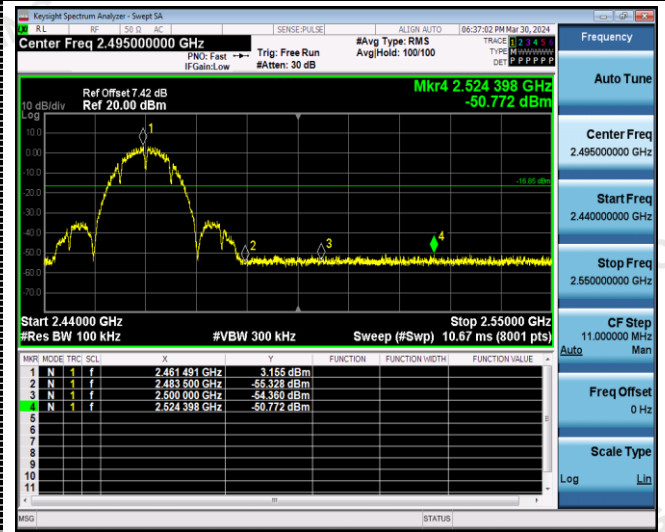 Keysight Spectrum Analyzer - Swept SA
RL RF 50 Ω AC SENSE:PULSE ALIGN AUTO 06:37:02 PM Mar 30, 2024
Center Freq 2.495000000 GHz #Avg Type: RMS TRACE 1 2 3 4 5 6
PNO: Fast Trig: Free Run Avg|Hold: 100/100 TYPE M W W W W W
IFGain:Low #Atten: 30 dB DET P P P P P P
Mkr4 2.524 398 GHz
-50.772 dBm
Ref Offset 7.42 dB
10 dB/div Ref 20.00 dBm
Log
10.0
0.00
-10.0
-20.0
-30.0
-40.0
-50.0
-60.0
-70.0
1
2
3
4
-16.85 dBm
Start 2.44000 GHz Stop 2.55000 GHz
#Res BW 100 kHz #VBW 300 kHz Sweep (#Swp) 10.67 ms (8001 pts)
MKR MODE TRC SCL X Y FUNCTION FUNCTION WIDTH FUNCTION VALUE
1 N 1 f 2.461 491 GHz 3.155 dBm
2 N 1 f 2.483 500 GHz -55.328 dBm
3 N 1 f 2.500 000 GHz -54.360 dBm
4 N 1 f 2.524 398 GHz -50.772 dBm
5
6
7
8
9
10
11
MSG STATUS
Frequency
Auto Tune
Center Freq
2.495000000 GHz
Start Freq
2.440000000 GHz
Stop Freq
2.550000000 GHz
CF Step
11.000000 MHz
Auto Man
Freq Offset
0 Hz
Scale Type
Log Lin